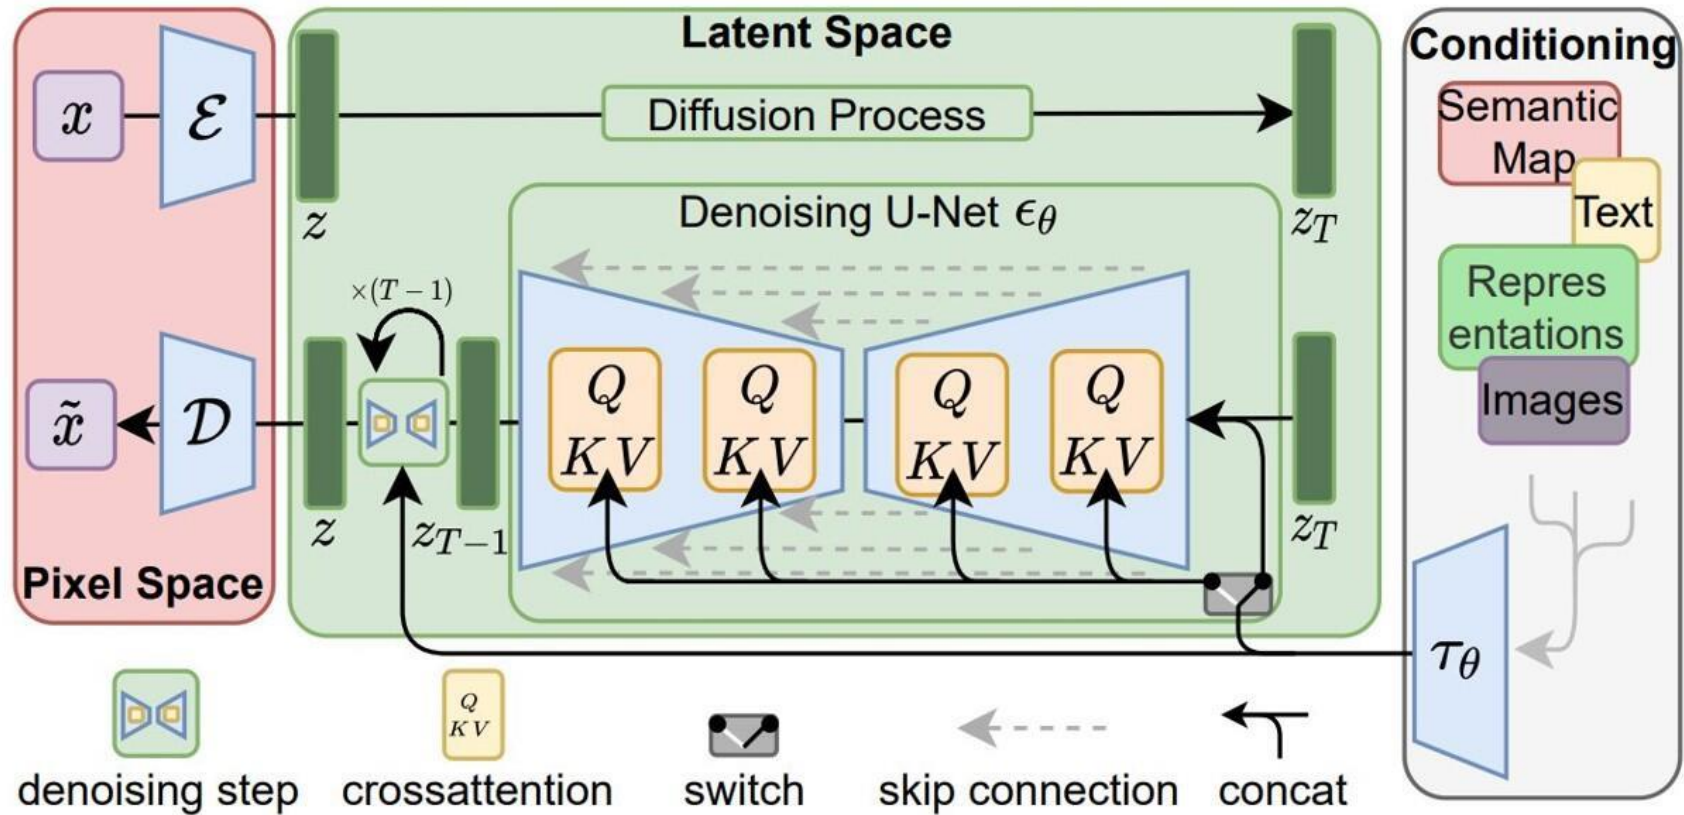 Latent Space
Conditioning
x
ℰ
Diffusion Process
z
z_T
Semantic
Map
Text
Repres
entations
Images
Denoising U-Net ϵ_θ
×(T − 1)
Q
K V
Q
K V
Q
K V
Q
K V
x̃
𝒟
z
z_{T−1}
z_T
Pixel Space
τ_θ
Q
K V
denoising step
crossattention
switch
skip connection
concat